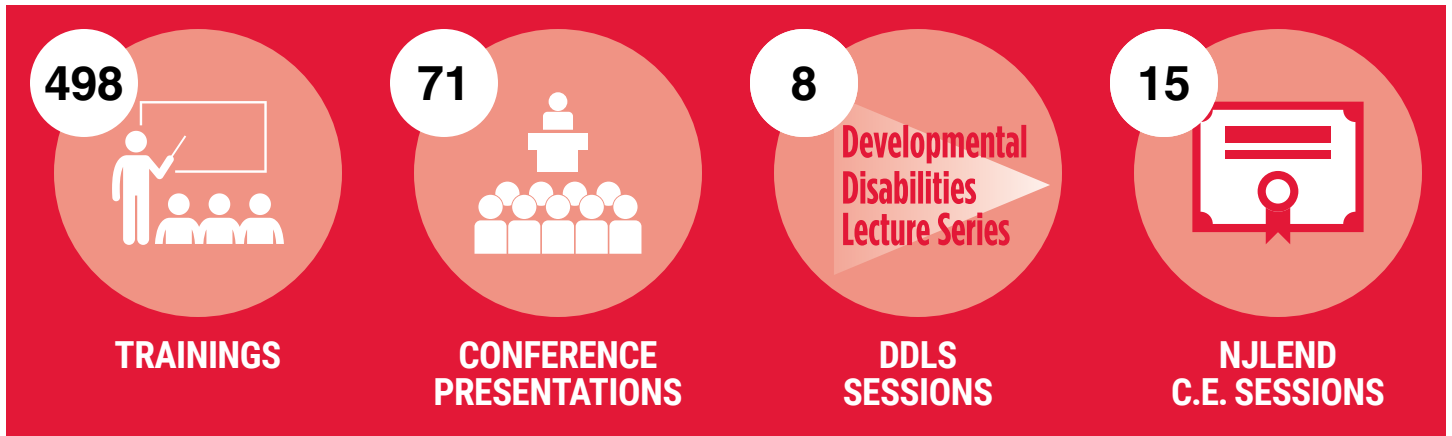 498
TRAININGS
71
CONFERENCE
PRESENTATIONS
8
Developmental
Disabilities
Lecture Series
DDLS
SESSIONS
15
NJLEND
C.E. SESSIONS